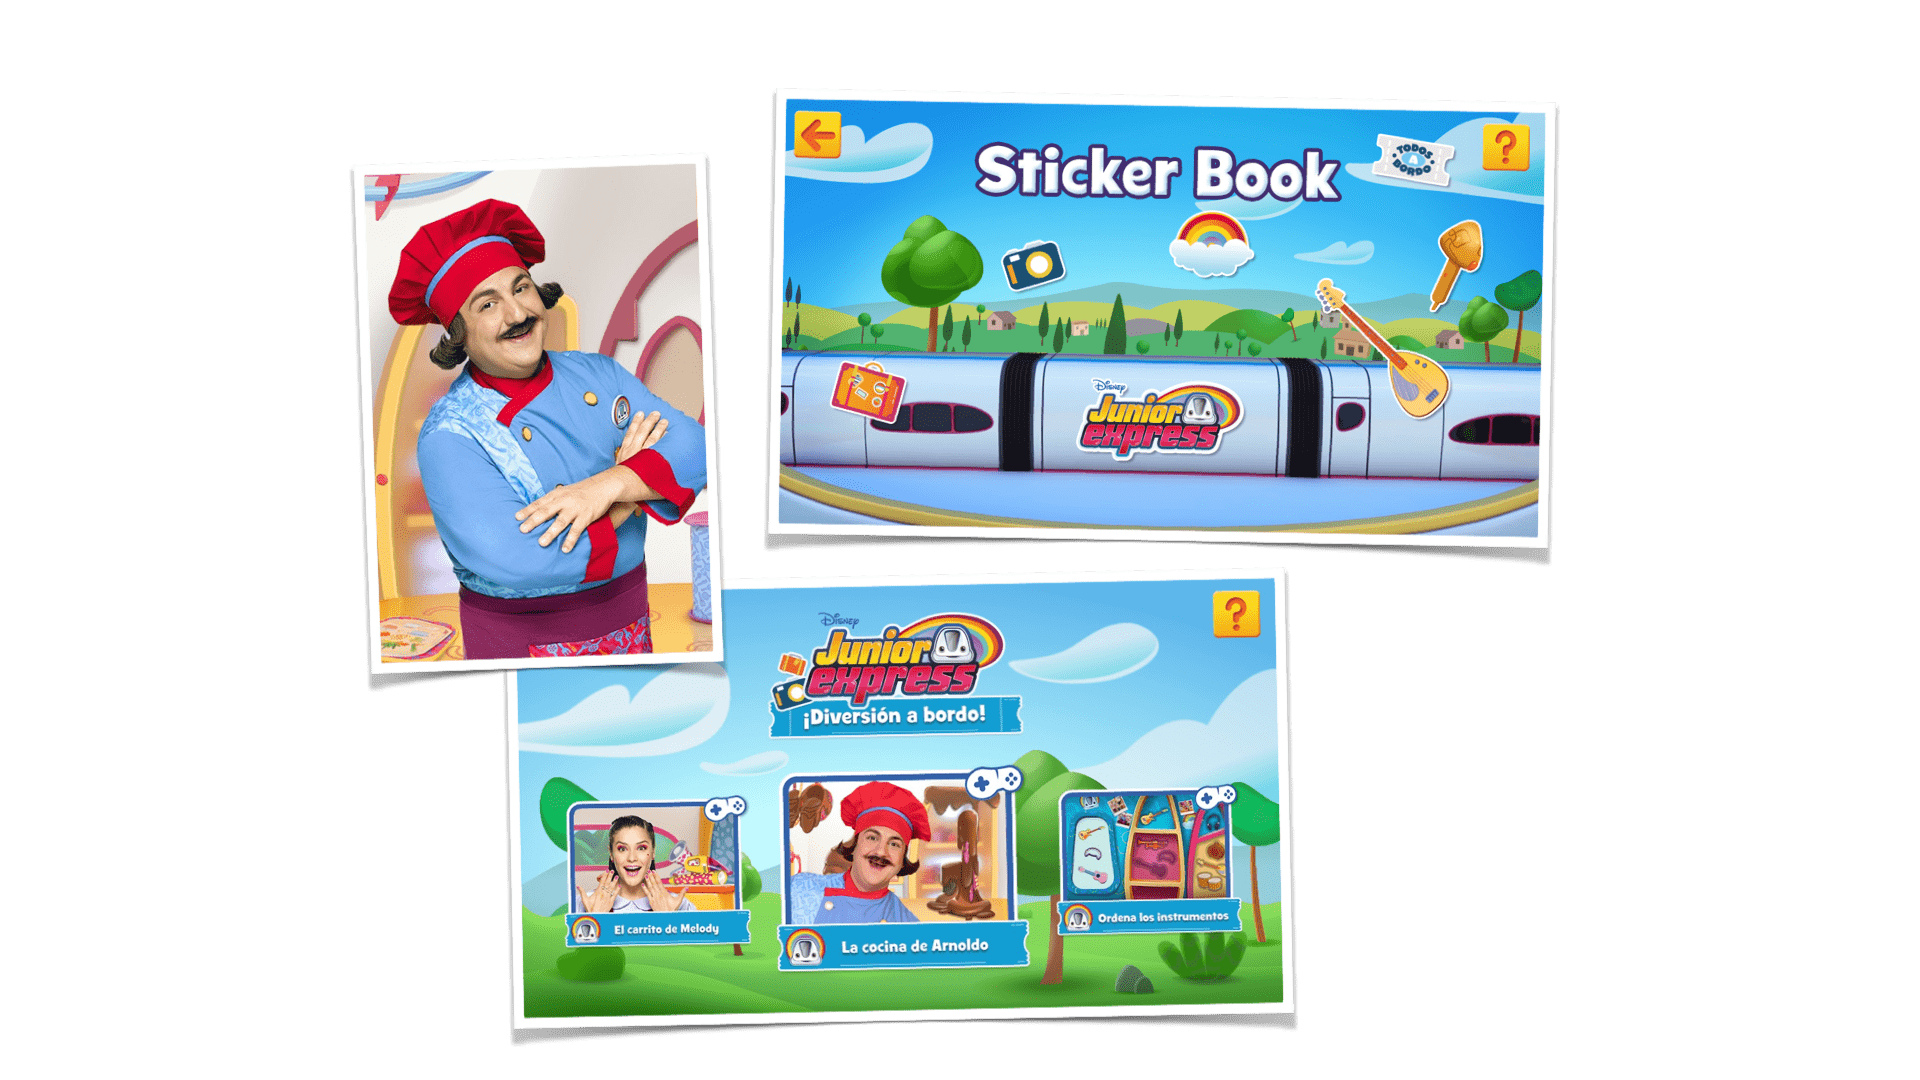 Sticker Book
TODOS
A
BORDO
?
Disney
Junior
express
?
Disney
Junior
express
¡Diversión a bordo!
El carrito de Melody
La cocina de Arnoldo
Ordena los instrumentos